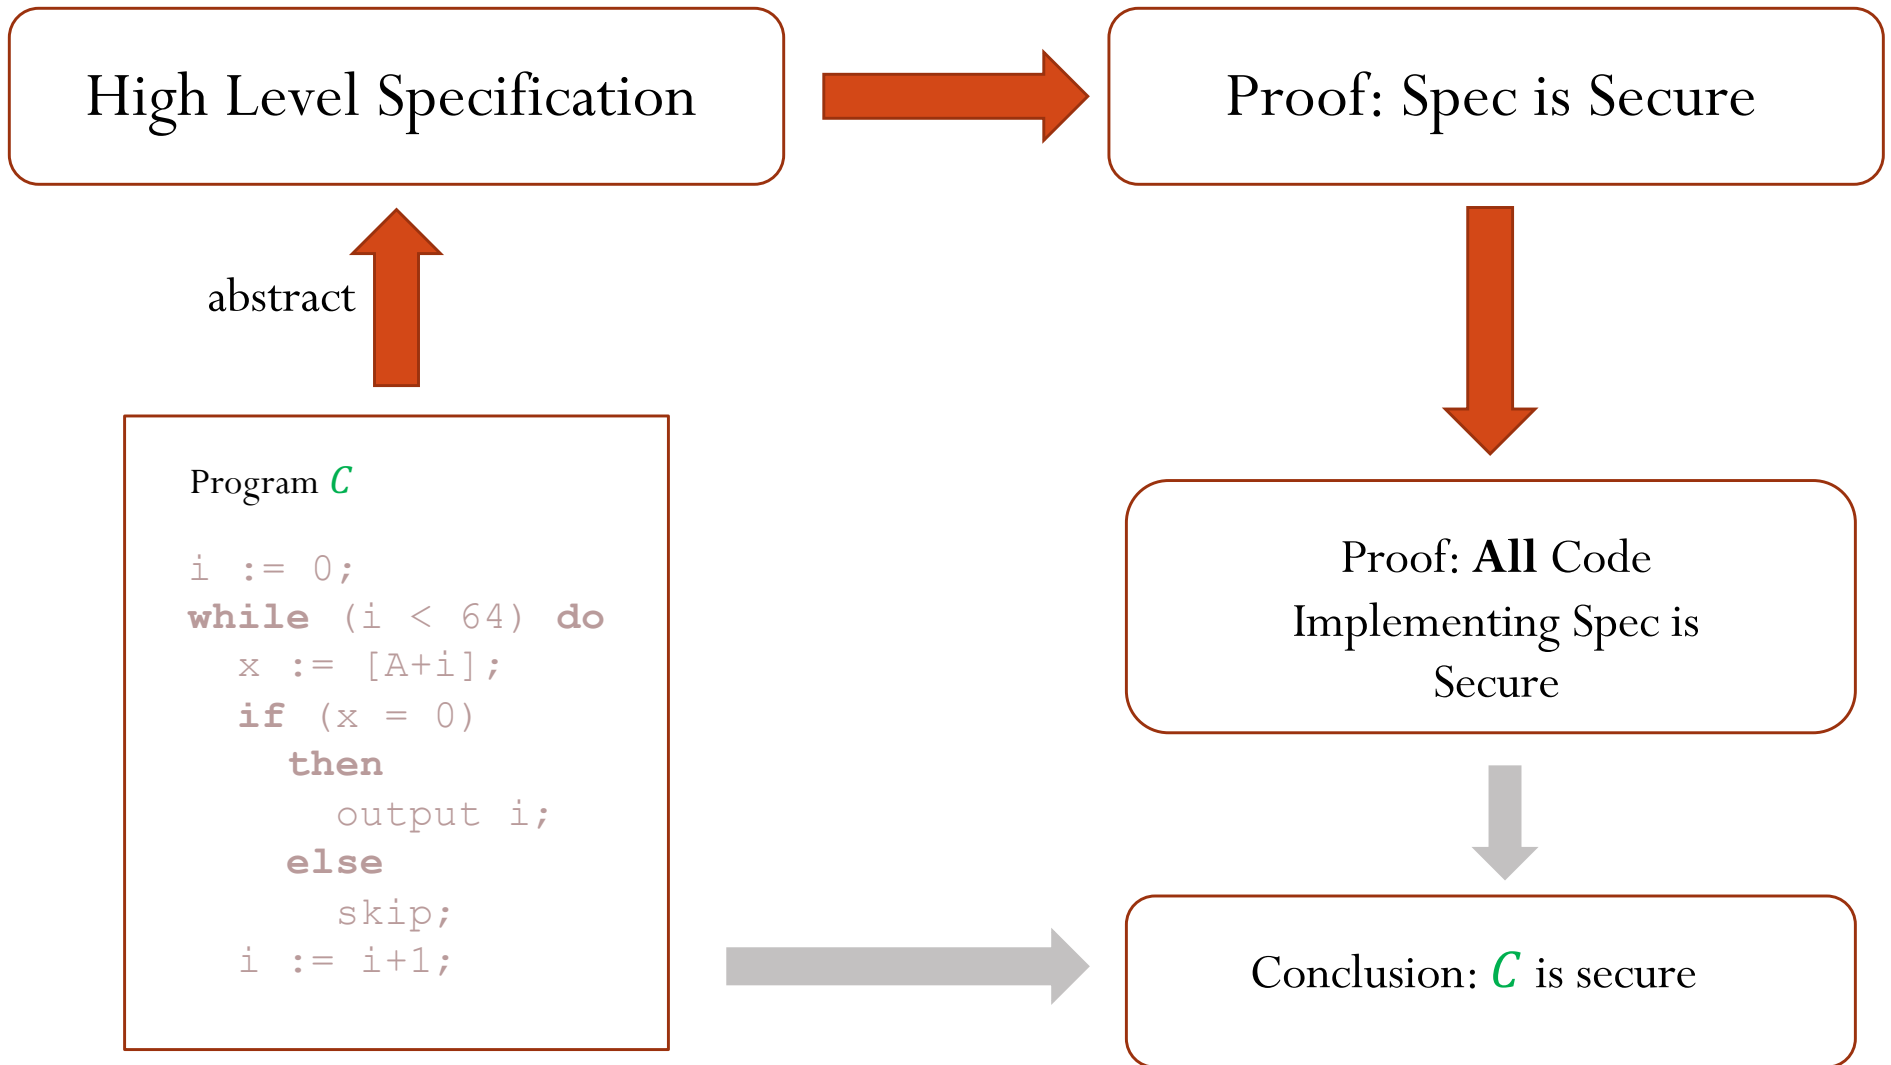 High Level Specification
Proof: Spec is Secure
abstract
Program C
i := 0;
while (i < 64) do
x := [A+i];
if (x = 0)
then
output i;
else
skip;
i := i+1;
Proof: All Code
Implementing Spec is
Secure
Conclusion: C is secure